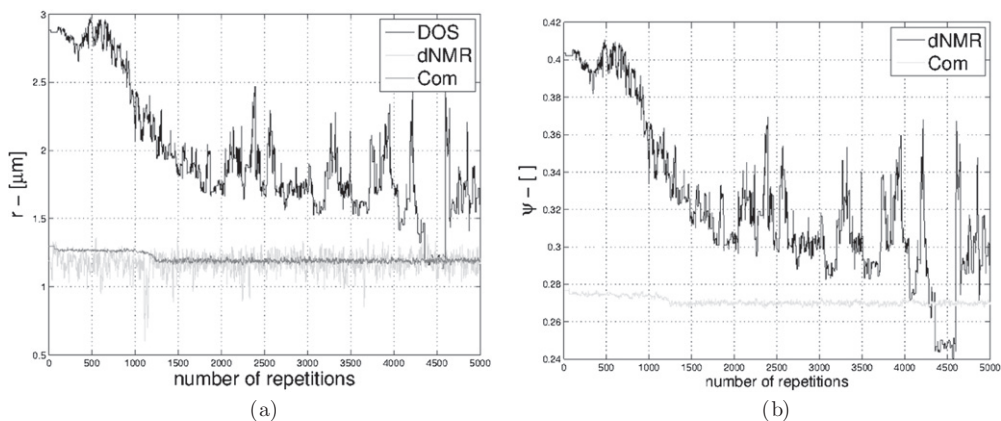 3
2.5
2
1.5
1
0.5
r – [μm]
DOS
dNMR
Com
0 500 1000 1500 2000 2500 3000 3500 4000 4500 5000
number of repetitions
(a)
0.42
0.4
0.38
0.36
0.34
0.32
0.3
0.28
0.26
0.24
ψ – [ ]
dNMR
Com
0 500 1000 1500 2000 2500 3000 3500 4000 4500 5000
number of repetitions
(b)